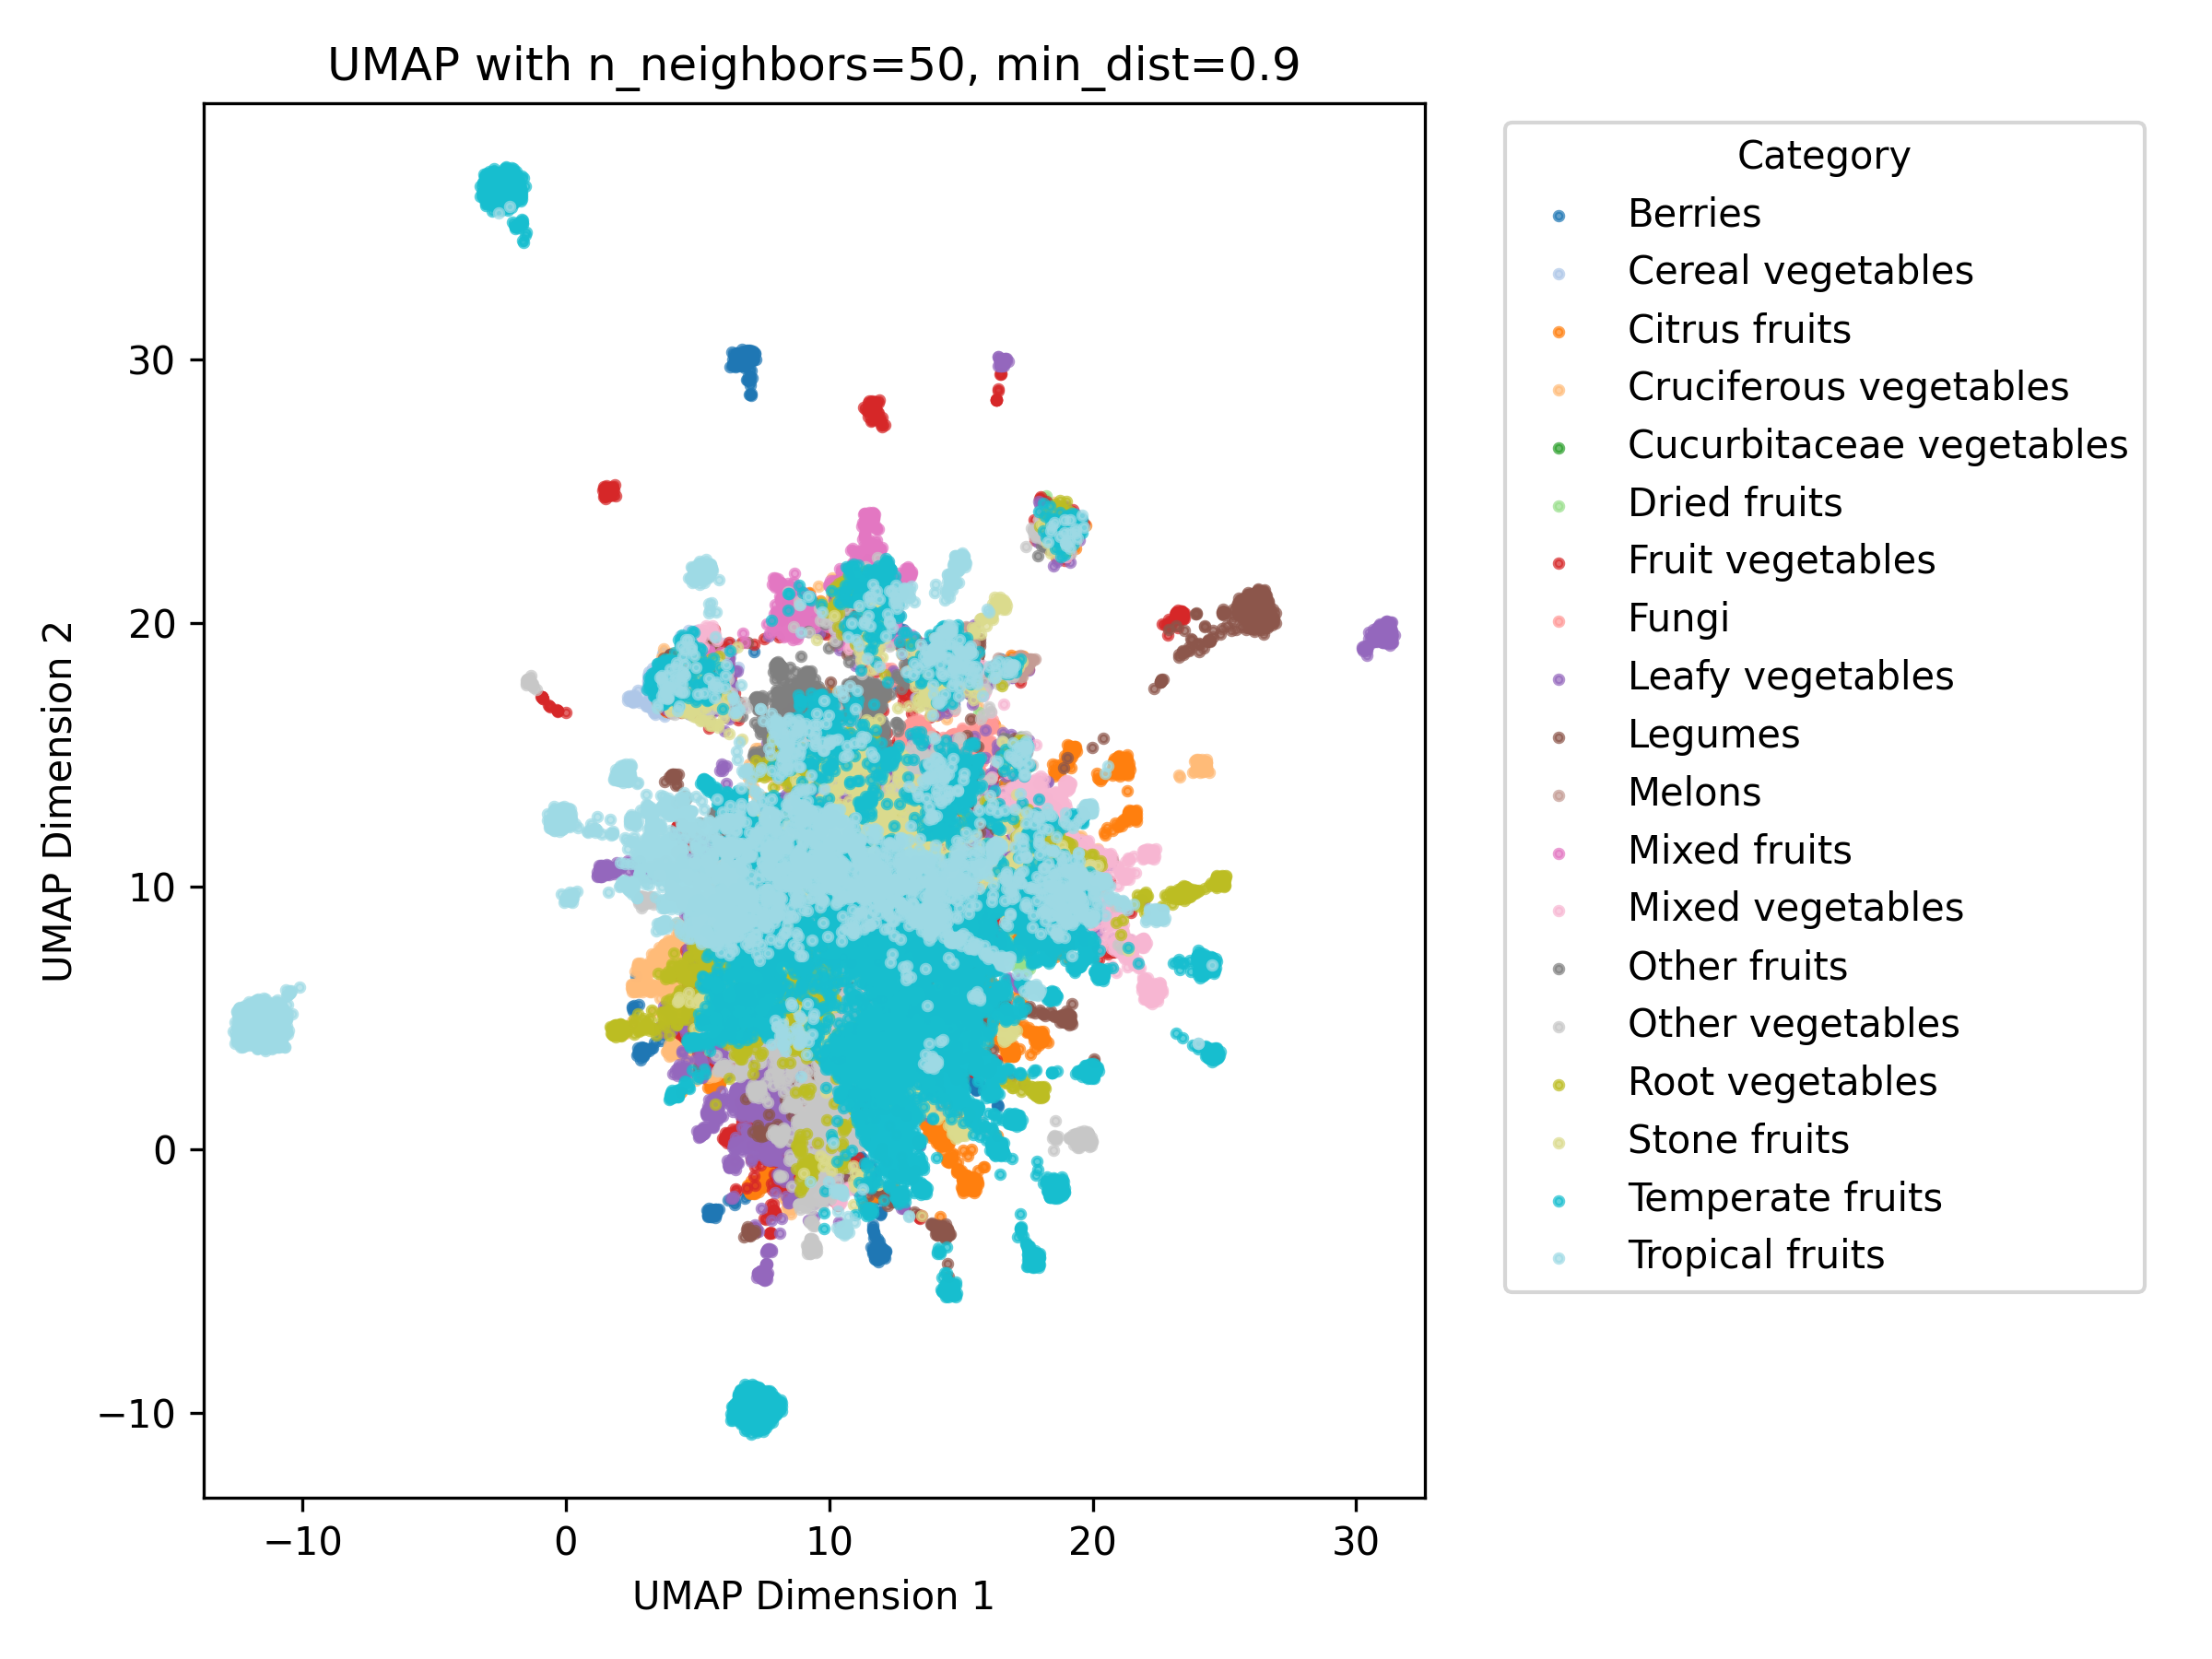 UMAP with n_neighbors=50, min_dist=0.9
Category
Berries
Cereal vegetables
Citrus fruits
Cruciferous vegetables
Cucurbitaceae vegetables
Dried fruits
Fruit vegetables
Fungi
Leafy vegetables
Legumes
Melons
Mixed fruits
Mixed vegetables
Other fruits
Other vegetables
Root vegetables
Stone fruits
Temperate fruits
Tropical fruits
UMAP Dimension 2
30
20
10
0
−10
−10 0 10 20 30
UMAP Dimension 1